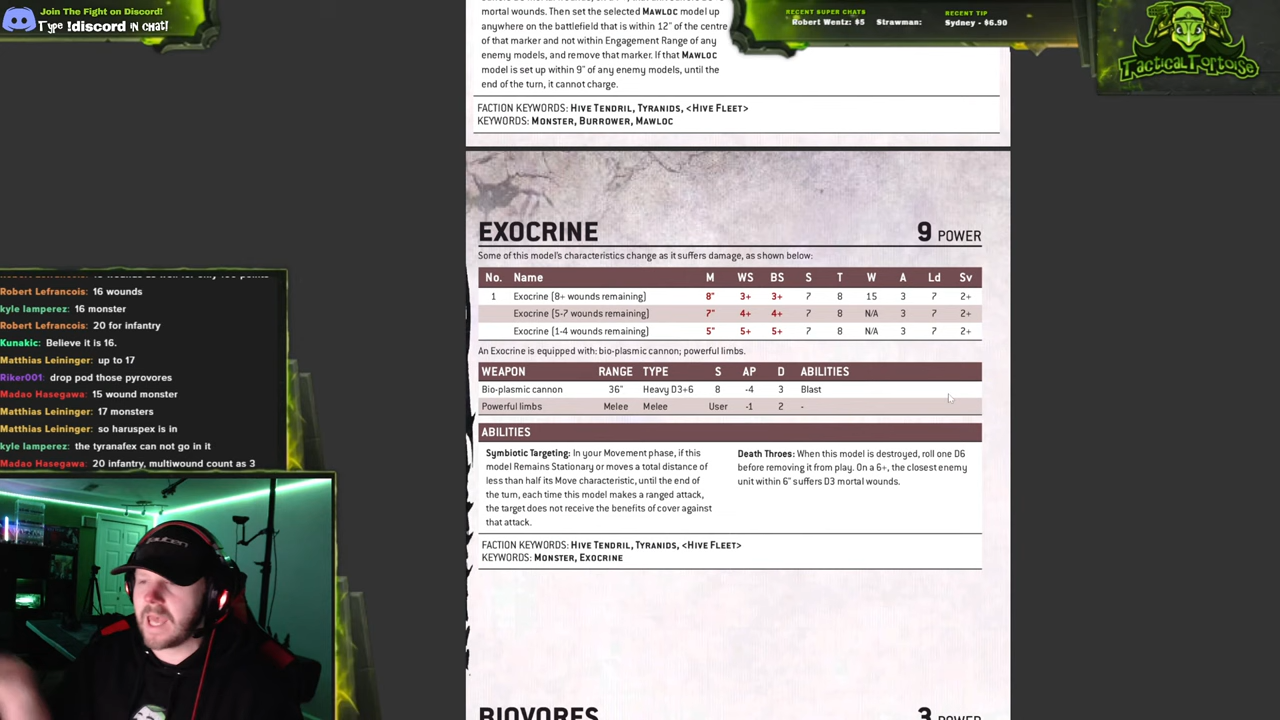 Join The Fight on Discord!
Type !discord in chat!
RECENT SUPER CHATS
Robert Wentz: $5 Strawman:
RECENT TIP
Sydney - $6.90
TacticalTortoise
mortal wounds. Then set the selected MAWLOC model up
anywhere on the battlefield that is within 12" of the centre
of that marker and not within Engagement Range of any
enemy models, and remove that marker. If that MAWLOC
model is set up within 9" of any enemy models, until the
end of the turn, it cannot charge.
FACTION KEYWORDS: HIVE TENDRIL, TYRANIDS, <HIVE FLEET>
KEYWORDS: MONSTER, BURROWER, MAWLOC
EXOCRINE 9 POWER
Some of this model's characteristics change as it suffers damage, as shown below:
No. Name M WS BS S T W A Ld Sv
1 Exocrine (8+ wounds remaining) 8" 3+ 3+ 7 8 15 3 7 2+
Exocrine (5-7 wounds remaining) 7" 4+ 4+ 7 8 N/A 3 7 2+
Exocrine (1-4 wounds remaining) 5" 5+ 5+ 7 8 N/A 3 7 2+
An Exocrine is equipped with: bio-plasmic cannon; powerful limbs.
WEAPON RANGE TYPE S AP D ABILITIES
Bio-plasmic cannon 36" Heavy D3+6 8 -4 3 Blast
Powerful limbs Melee Melee User -1 2 -
ABILITIES
Symbiotic Targeting: In your Movement phase, if this
model Remains Stationary or moves a total distance of
less than half its Move characteristic, until the end of
the turn, each time this model makes a ranged attack,
the target does not receive the benefits of cover against
that attack.
Death Throes: When this model is destroyed, roll one D6
before removing it from play. On a 6+, the closest enemy
unit within 6" suffers D3 mortal wounds.
FACTION KEYWORDS: HIVE TENDRIL, TYRANIDS, <HIVE FLEET>
KEYWORDS: MONSTER, EXOCRINE
BIOVORES 3 POWER
Robert Lefrancois: 16 wounds
kyle lamperez: 16 monster
Robert Lefrancois: 20 for infantry
Kunakic: Believe it is 16.
Matthias Leininger: up to 17
Riker001: drop pod those pyrovores
Madao Hasegawa: 15 wound monster
Matthias Leininger: 17 monsters
Matthias Leininger: so haruspex is in
kyle lamperez: the tyranafex can not go in it
Madao Hasegawa: 20 infantry, multiwound count as 3